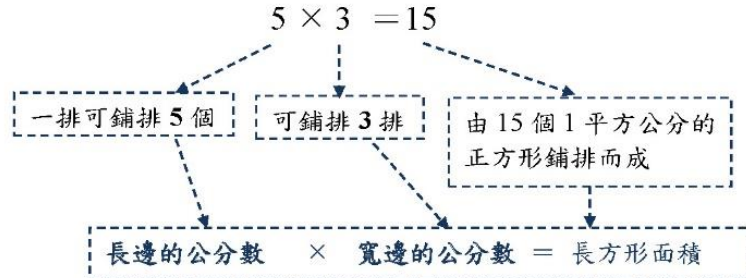 5 × 3 = 15
一排可鋪排 5 個
可鋪排 3 排
由 15 個 1 平方公分的
正方形鋪排而成
長邊的公分數 × 寬邊的公分數 = 長方形面積